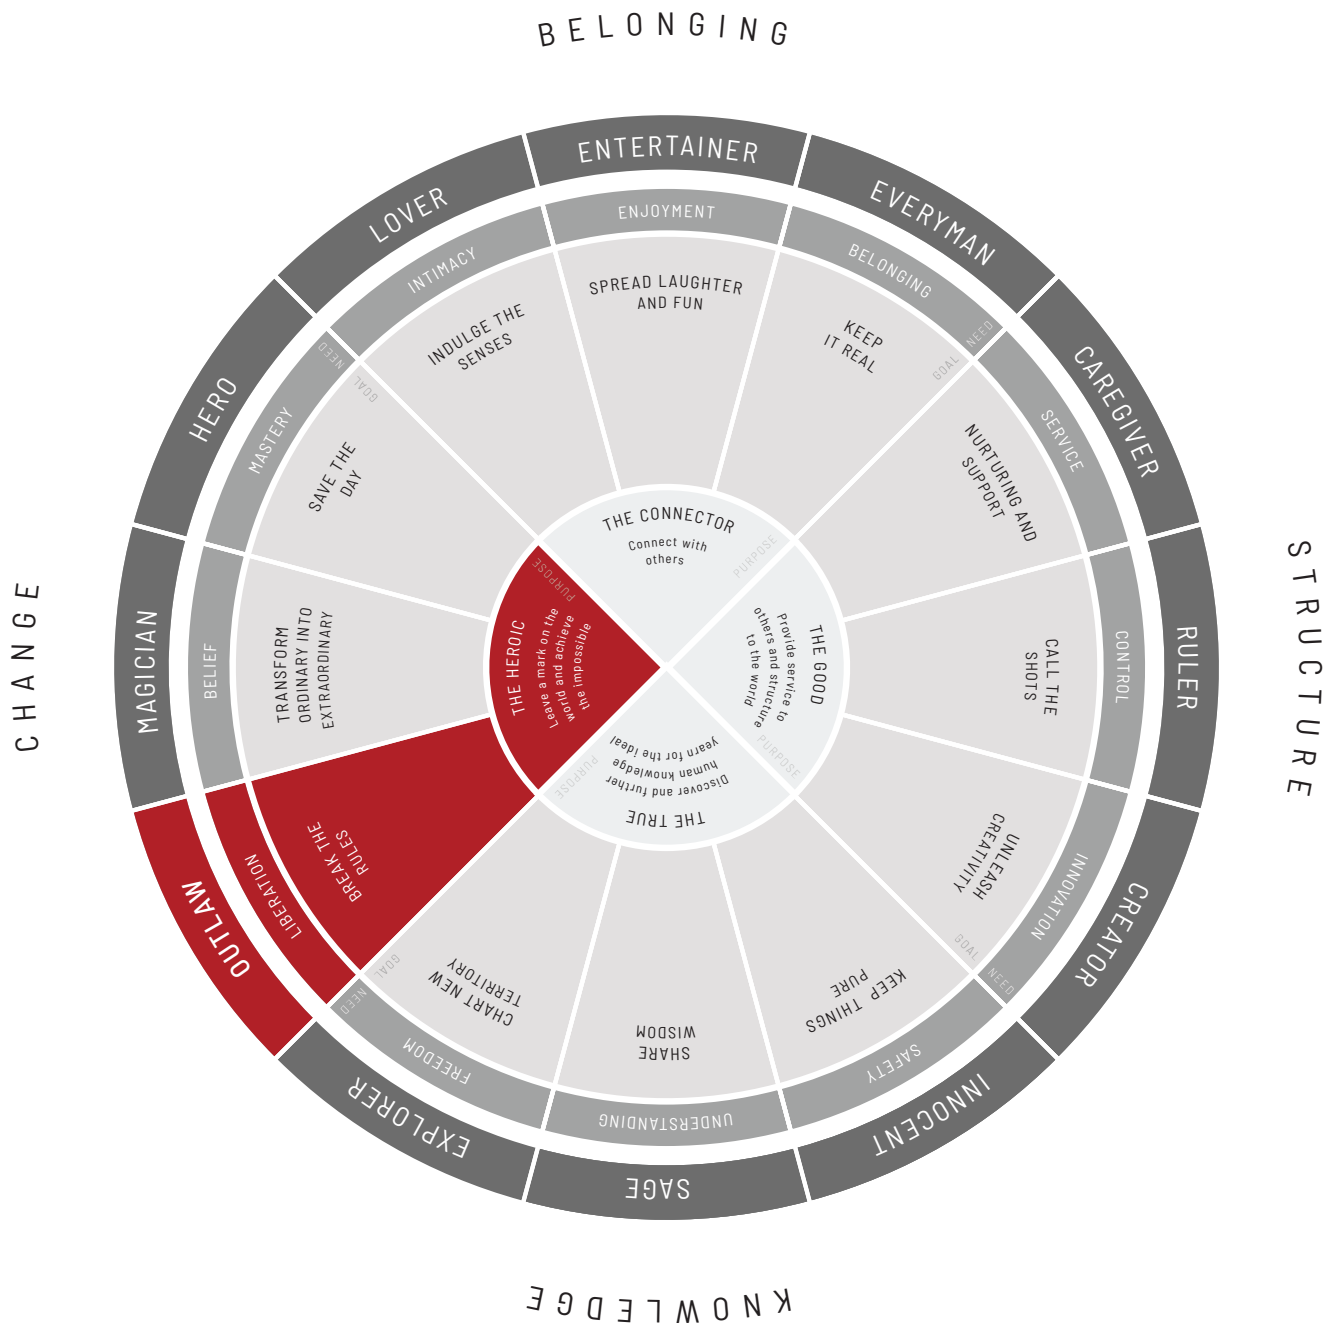 BELONGING
ENTERTAINER
ENJOYMENT
SPREAD LAUGHTER
AND FUN
EVERYMAN
BELONGING
NEED
KEEP
IT REAL
GOAL
CAREGIVER
SERVICE
NURTURING AND
SUPPORT
STRUCTURE
RULER
CONTROL
CALL THE
SHOTS
CREATOR
INNOVATION
NEED
UNLEASH
CREATIVITY
GOAL
INNOCENT
SAFETY
KEEP THINGS
PURE
KNOWLEDGE
SAGE
UNDERSTANDING
SHARE
WISDOM
EXPLORER
FREEDOM
NEED
CHART NEW
TERRITORY
GOAL
OUTLAW
LIBERATION
BREAK THE
RULES
CHANGE
MAGICIAN
BELIEF
TRANSFORM
ORDINARY INTO
EXTRAORDINARY
HERO
MASTERY
NEED
SAVE THE
DAY
GOAL
LOVER
INTIMACY
INDULGE THE
SENSES
THE CONNECTOR
Connect with
others
PURPOSE
THE GOOD
Provide service to
others and structure
to the world
PURPOSE
THE TRUE
Discover and further
human knowledge
yearn for the ideal
PURPOSE
THE HEROIC
Leave a mark on the
world and achieve
the impossible
PURPOSE